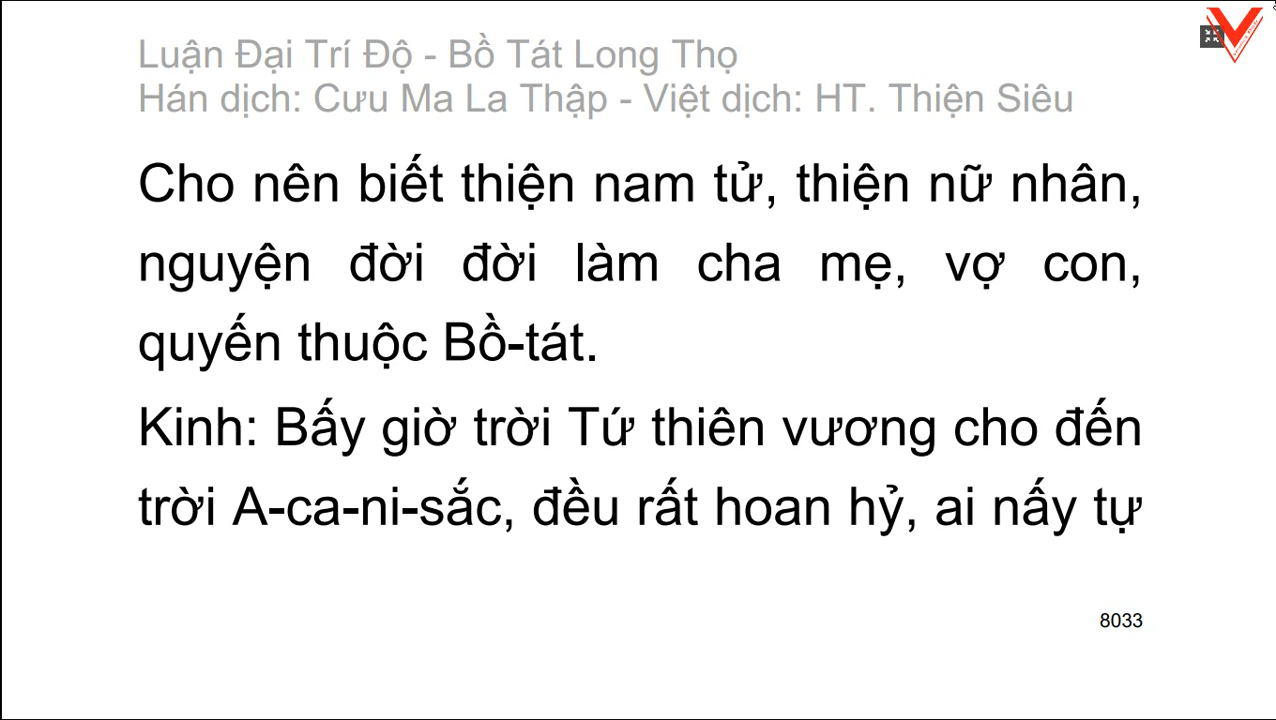 Luận Đại Trí Độ - Bồ Tát Long Thọ
Hán dịch: Cưu Ma La Thập - Việt dịch: HT. Thiện Siêu
Cho nên biết thiện nam tử, thiện nữ nhân,
nguyện đời đời làm cha mẹ, vợ con,
quyến thuộc Bồ-tát.
Kinh: Bấy giờ trời Tứ thiên vương cho đến
trời A-ca-ni-sắc, đều rất hoan hỷ, ai nấy tự
8033